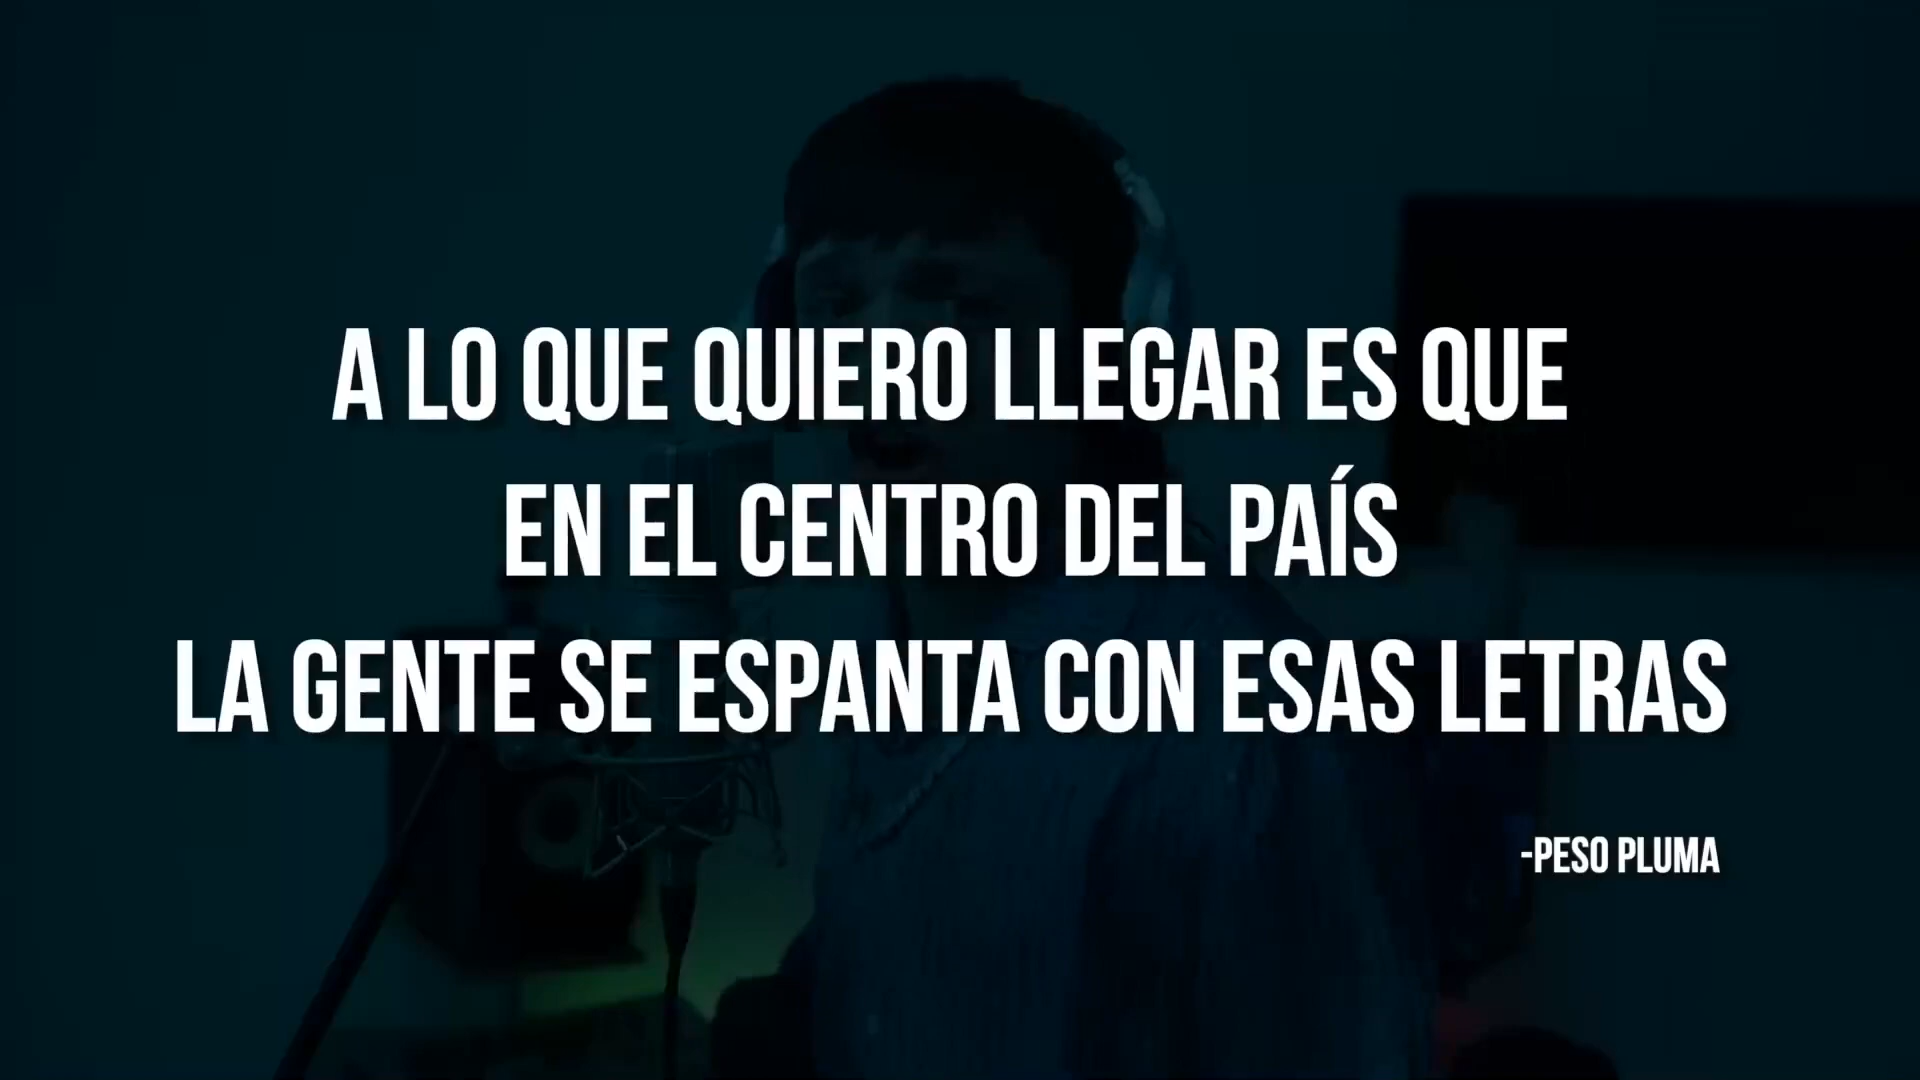 A LO QUE QUIERO LLEGAR ES QUE
EN EL CENTRO DEL PAÍS
LA GENTE SE ESPANTA CON ESAS LETRAS
-PESO PLUMA